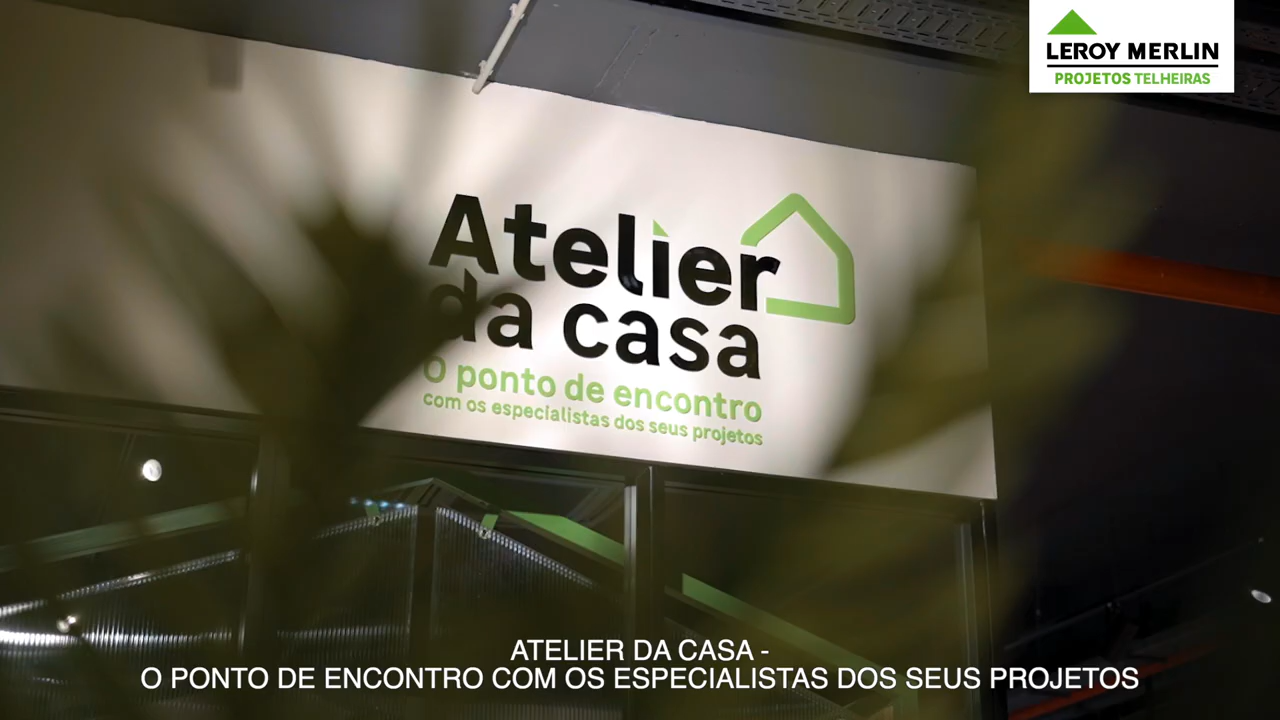 LEROY MERLIN
PROJETOS TELHEIRAS
Atelier
da casa
O ponto de encontro
com os especialistas dos seus projetos
ATELIER DA CASA -
O PONTO DE ENCONTRO COM OS ESPECIALISTAS DOS SEUS PROJETOS